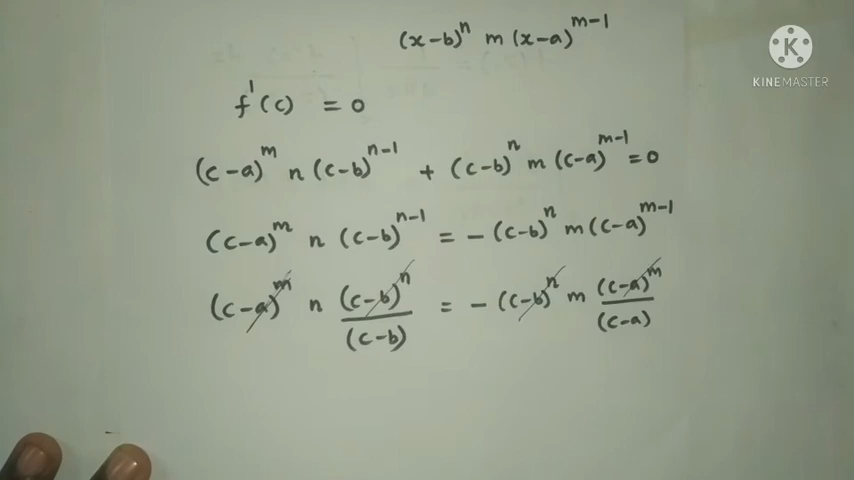 (x-b)^n m (x-a)^{m-1}
K
KINEMASTER
f'(c) = 0
(c-a)^m n (c-b)^{n-1} + (c-b)^n m (c-a)^{m-1} = 0
(c-a)^m n (c-b)^{n-1} = - (c-b)^n m (c-a)^{m-1}
(c-a)^m n (c-b)^n / (c-b) = - (c-b)^n m (c-a)^m / (c-a)